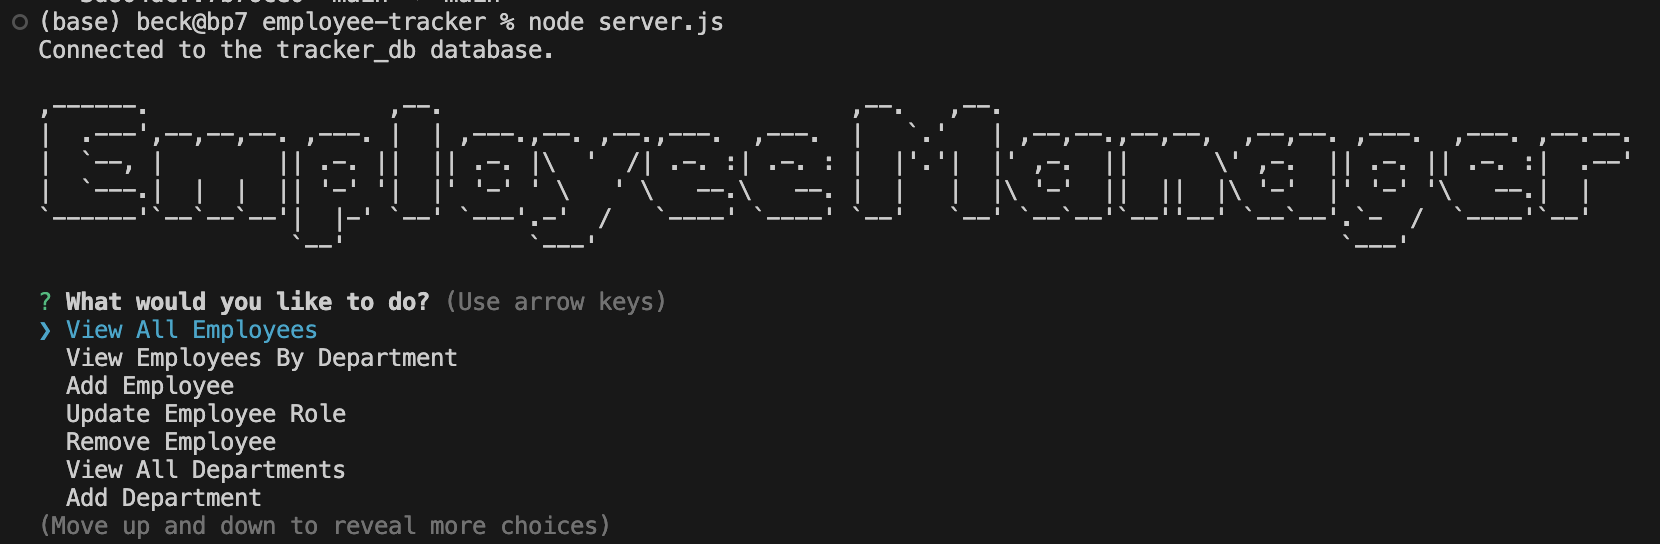 (base) beck@bp7 employee-tracker % node server.js
Connected to the tracker_db database.
Employee Manager
? What would you like to do? (Use arrow keys)
❯ View All Employees
View Employees By Department
Add Employee
Update Employee Role
Remove Employee
View All Departments
Add Department
(Move up and down to reveal more choices)